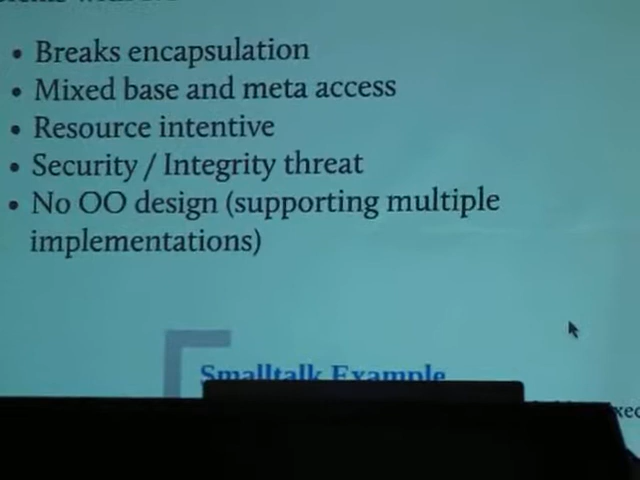 • Breaks encapsulation
• Mixed base and meta access
• Resource intentive
• Security / Integrity threat
• No OO design (supporting multiple
implementations)
Smalltalk Example